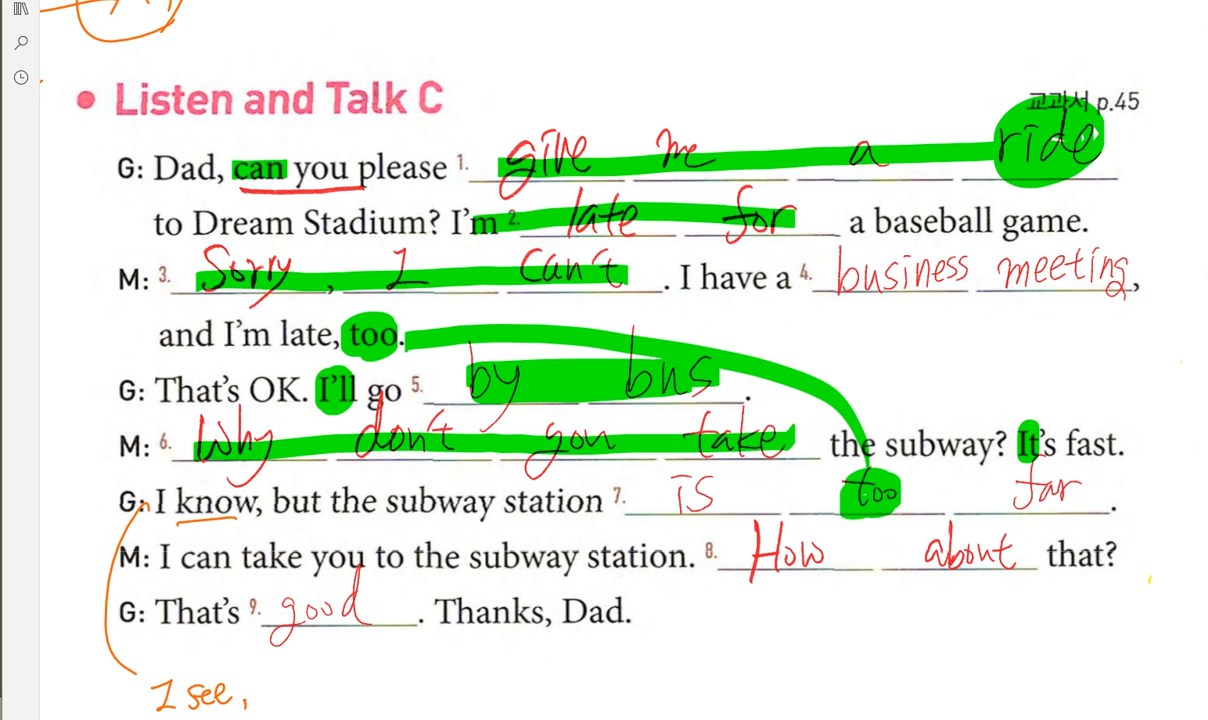 • Listen and Talk C
교과서 p.45
G: Dad, can you please 1. give me a ride
to Dream Stadium? I'm 2. late for a baseball game.
M: 3. Sorry, I can't. I have a 4. business meeting,
and I'm late, too.
G: That's OK. I'll go 5. by bus.
M: 6. Why don't you take the subway? It's fast.
G: I know, but the subway station 7. is too far.
M: I can take you to the subway station. 8. How about that?
G: That's 9. good. Thanks, Dad.
I see,